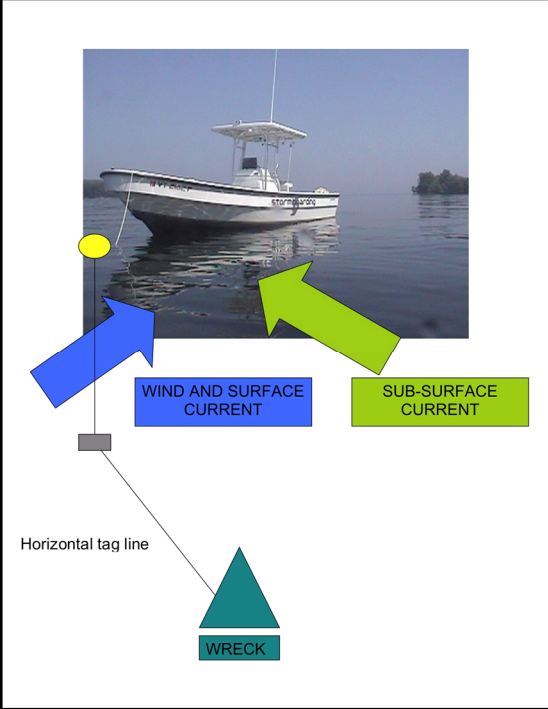 WIND AND SURFACE
CURRENT
SUB-SURFACE
CURRENT
Horizontal tag line
WRECK